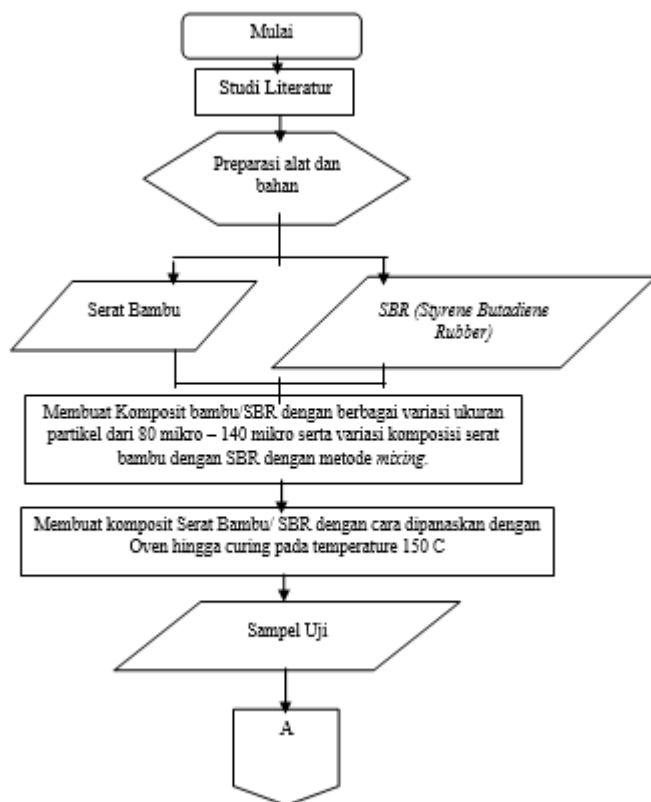 Mulai
Studi Literatur
Preparasi alat dan
bahan
Serat Bambu
SBR (Styrene Butadiene
Rubber)
Membuat Komposit bambu/SBR dengan berbagai variasi ukuran
partikel dari 80 mikro – 140 mikro serta variasi komposisi serat
bambu dengan SBR dengan metode mixing.
Membuat komposit Serat Bambu/ SBR dengan cara dipanaskan dengan
Oven hingga curing pada temperature 150 C
Sampel Uji
A